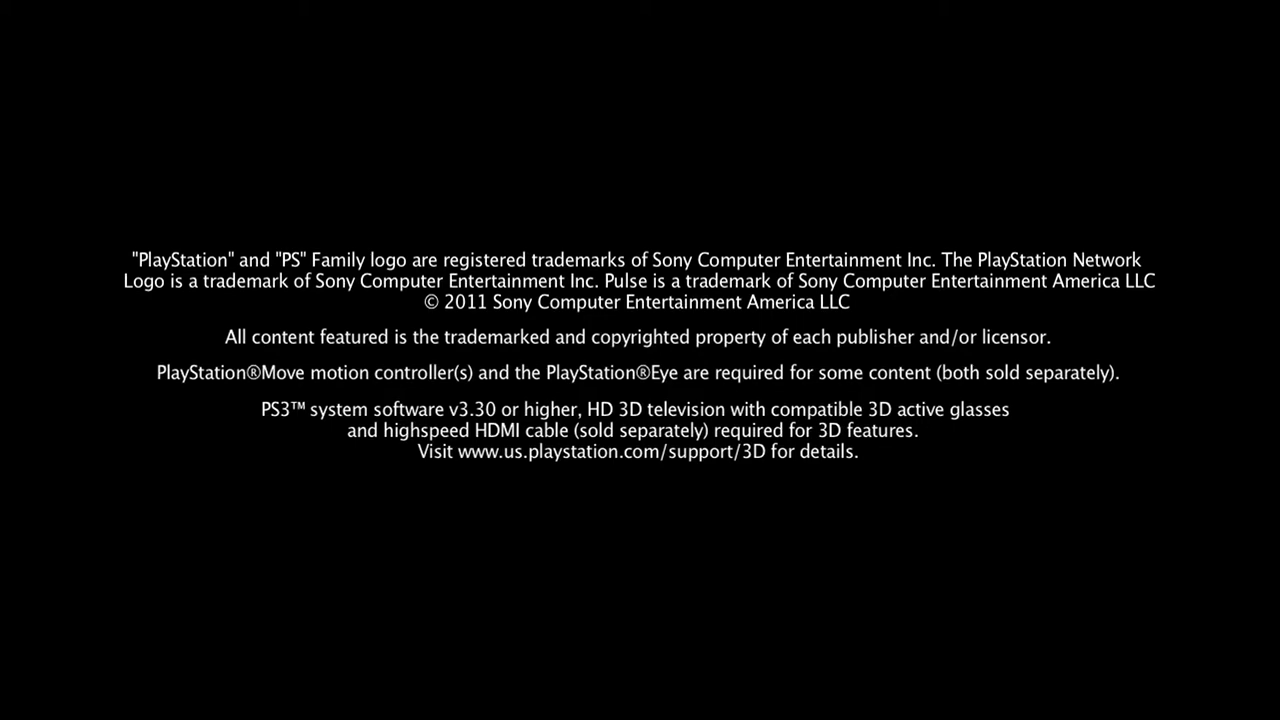 "PlayStation" and "PS" Family logo are registered trademarks of Sony Computer Entertainment Inc. The PlayStation Network
Logo is a trademark of Sony Computer Entertainment Inc. Pulse is a trademark of Sony Computer Entertainment America LLC
© 2011 Sony Computer Entertainment America LLC
All content featured is the trademarked and copyrighted property of each publisher and/or licensor.
PlayStation®Move motion controller(s) and the PlayStation®Eye are required for some content (both sold separately).
PS3™ system software v3.30 or higher, HD 3D television with compatible 3D active glasses
and highspeed HDMI cable (sold separately) required for 3D features.
Visit www.us.playstation.com/support/3D for details.